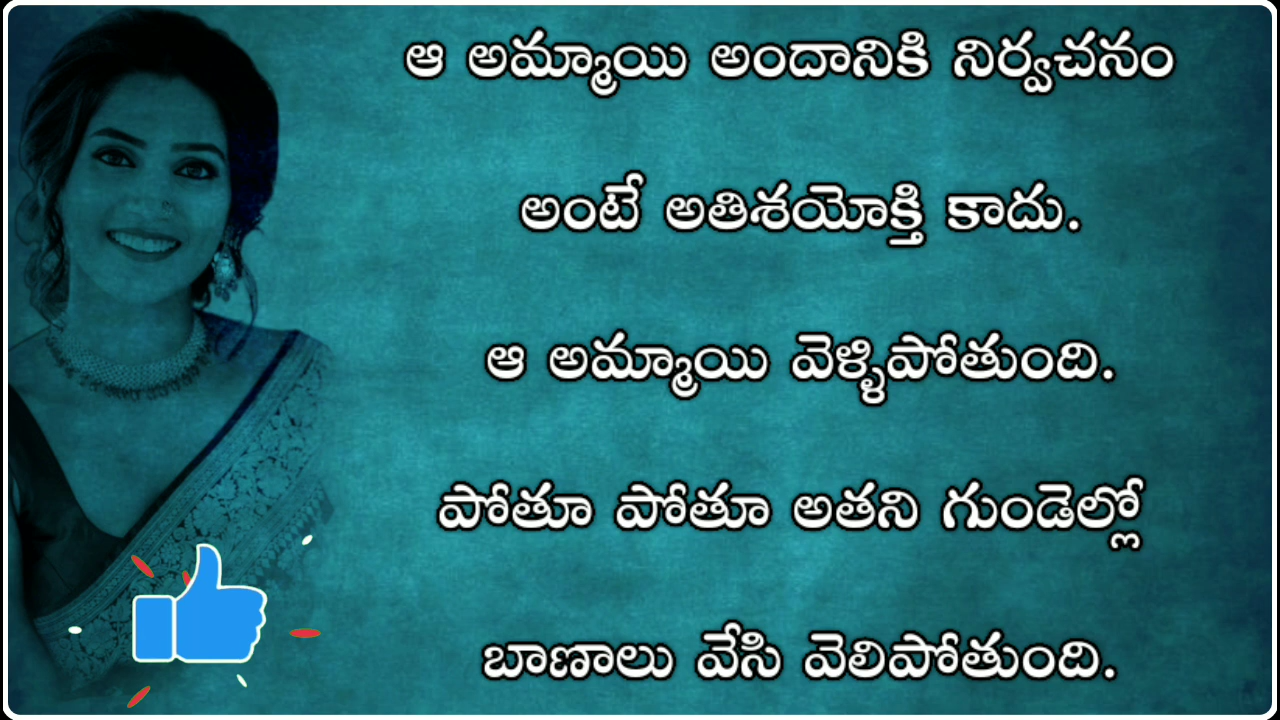 ఆ అమ్మాయి అందానికి నిర్వచనం
అంటే అతిశయోక్తి కాదు.
ఆ అమ్మాయి వెళ్ళిపోతుంది.
పోతూ పోతూ అతని గుండెల్లో
బాణాలు వేసి వెలిపోతుంది.